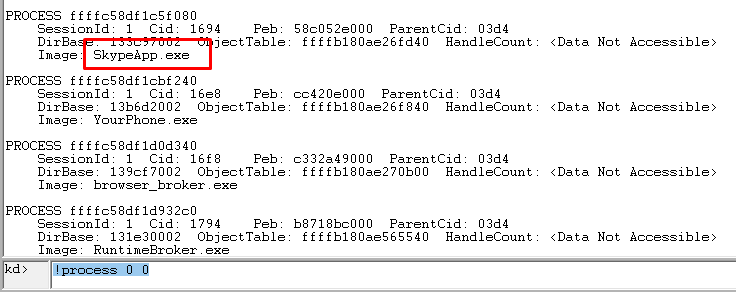 PROCESS ffffc58df1c5f080
SessionId: 1 Cid: 1694 Peb: 58c052e000 ParentCid: 03d4
DirBase: 133c97002 ObjectTable: ffffb180ae26fd40 HandleCount: <Data Not Accessible>
Image: SkypeApp.exe
PROCESS ffffc58df1cbf240
SessionId: 1 Cid: 16e8 Peb: cc420e000 ParentCid: 03d4
DirBase: 13b6d2002 ObjectTable: ffffb180ae26f840 HandleCount: <Data Not Accessible>
Image: YourPhone.exe
PROCESS ffffc58df1d0d340
SessionId: 1 Cid: 16f8 Peb: c332a49000 ParentCid: 03d4
DirBase: 139cf7002 ObjectTable: ffffb180ae270b00 HandleCount: <Data Not Accessible>
Image: browser_broker.exe
PROCESS ffffc58df1d932c0
SessionId: 1 Cid: 1794 Peb: b8718bc000 ParentCid: 03d4
DirBase: 131e30002 ObjectTable: ffffb180ae565540 HandleCount: <Data Not Accessible>
Image: RuntimeBroker.exe
kd> !process 0 0